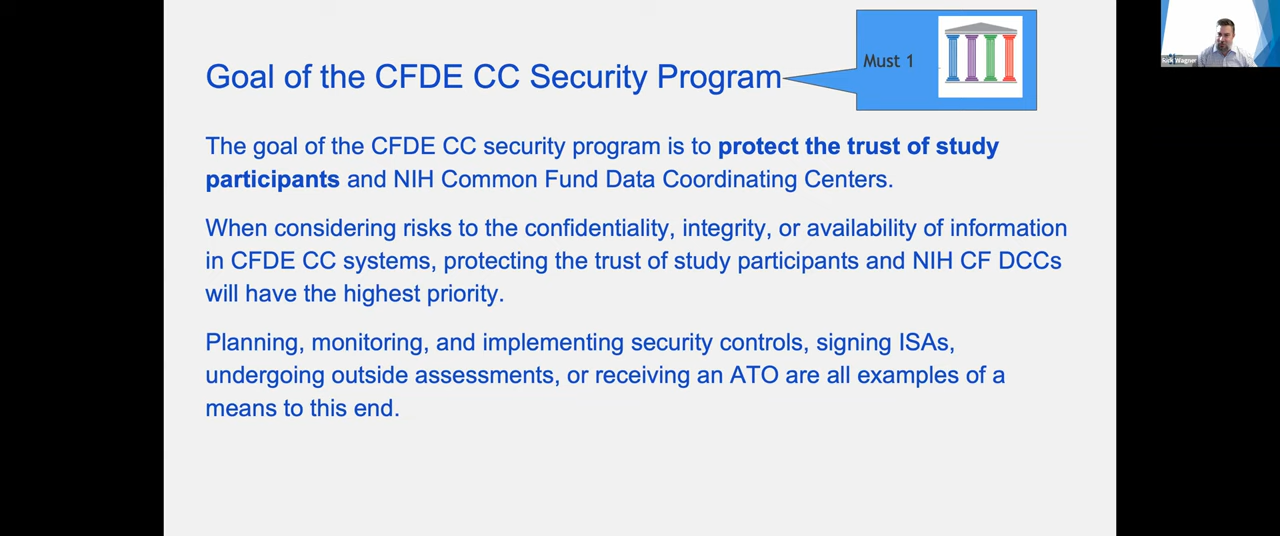 Goal of the CFDE CC Security Program
Must 1
Rick Wagner
The goal of the CFDE CC security program is to protect the trust of study
participants and NIH Common Fund Data Coordinating Centers.
When considering risks to the confidentiality, integrity, or availability of information
in CFDE CC systems, protecting the trust of study participants and NIH CF DCCs
will have the highest priority.
Planning, monitoring, and implementing security controls, signing ISAs,
undergoing outside assessments, or receiving an ATO are all examples of a
means to this end.